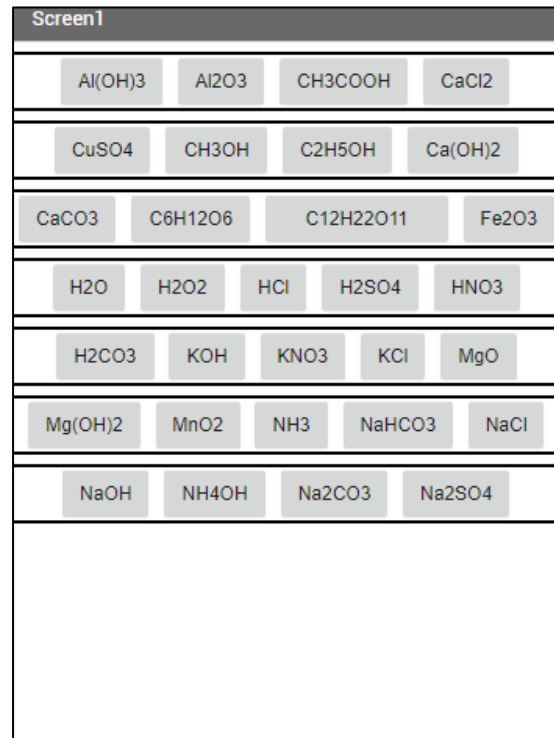 Screen1
Al(OH)3 Al2O3 CH3COOH CaCl2
CuSO4 CH3OH C2H5OH Ca(OH)2
CaCO3 C6H12O6 C12H22O11 Fe2O3
H2O H2O2 HCl H2SO4 HNO3
H2CO3 KOH KNO3 KCl MgO
Mg(OH)2 MnO2 NH3 NaHCO3 NaCl
NaOH NH4OH Na2CO3 Na2SO4